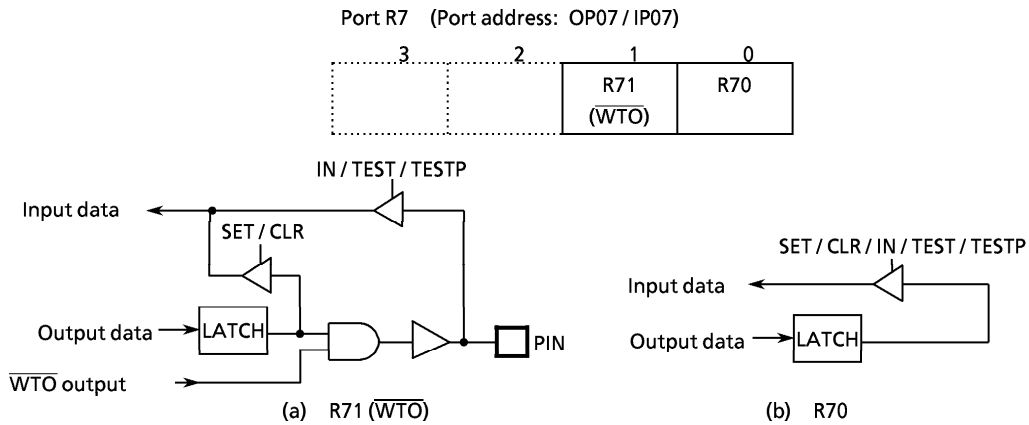 Port R7 (Port address: OP07 / IP07)
3 2 1 0
R71 R70
(WTO)
IN / TEST / TESTP
Input data
SET / CLR
Output data
LATCH
PIN
WTO output
(a) R71 (WTO)
SET / CLR / IN / TEST / TESTP
Input data
Output data
LATCH
(b) R70